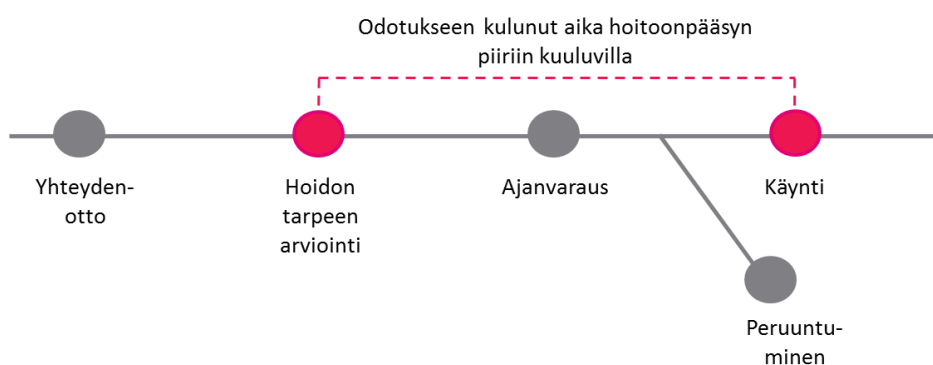 Odotukseen kulunut aika hoitoonpääsyn
piiriin kuuluvilla
Yhteyden-
otto
Hoidon
tarpeen
arviointi
Ajanvaraus
Käynti
Peruuntu-
minen